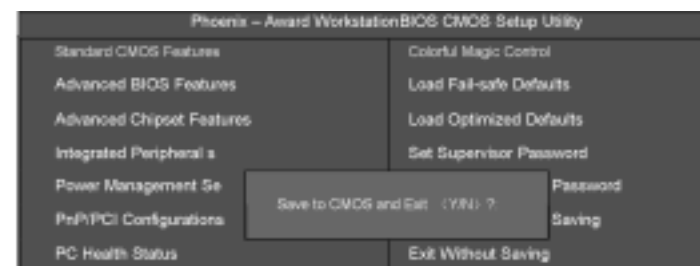 Phoenix – Award WorkstationBIOS CMOS Setup Utility
Standard CMOS Features
Colorful Magic Control
Advanced BIOS Features
Load Fail-safe Defaults
Advanced Chipset Features
Load Optimized Defaults
Integrated Peripheral s
Set Supervisor Password
Power Management Se
Password
Save to CMOS and Exit (Y/N) ?
PnP/PCI Configurations
Saving
PC Health Status
Exit Without Saving